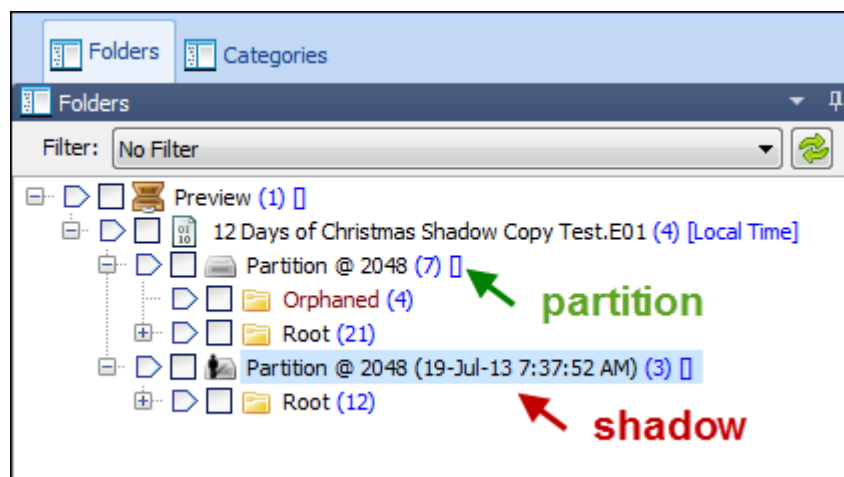 Folders Categories
Folders
Filter: No Filter
Preview (1) []
12 Days of Christmas Shadow Copy Test.E01 (4) [Local Time]
Partition @ 2048 (7) []
partition
Orphaned (4)
Root (21)
Partition @ 2048 (19-Jul-13 7:37:52 AM) (3) []
Root (12)
shadow